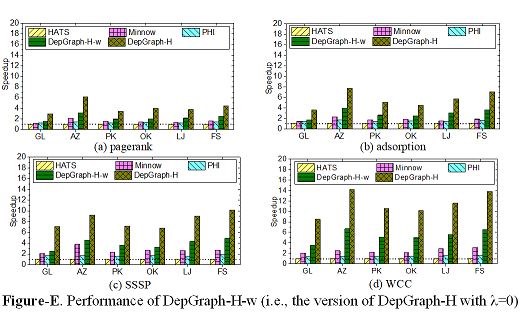 20
18
16
14
12
10
8
6
4
2
0
Speedup
HATS Minnow PHI
DepGraph-H-w DepGraph-H
GL AZ PK OK LJ FS
(a) pagerank
20
18
16
14
12
10
8
6
4
2
0
Speedup
HATS Minnow PHI
DepGraph-H-w DepGraph-H
GL AZ PK OK LJ FS
(b) adsorption
20
18
16
14
12
10
8
6
4
2
0
Speedup
HATS Minnow PHI
DepGraph-H-w DepGraph-H
GL AZ PK OK LJ FS
(c) SSSP
20
18
16
14
12
10
8
6
4
2
0
Speedup
HATS Minnow PHI
DepGraph-H-w DepGraph-H
GL AZ PK OK LJ FS
(d) WCC
Figure-E. Performance of DepGraph-H-w (i.e., the version of DepGraph-H with λ=0)